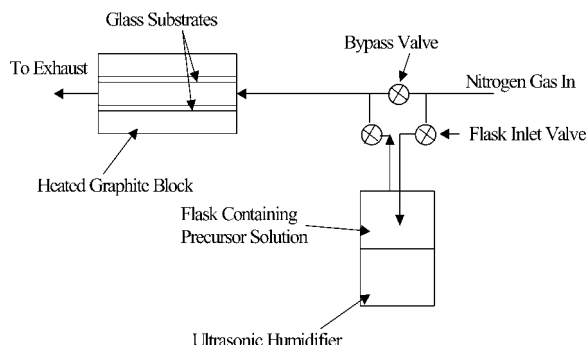 Glass Substrates
Bypass Valve
To Exhaust
Nitrogen Gas In
Flask Inlet Valve
Heated Graphite Block
Flask Containing
Precursor Solution
Ultrasonic Humidifier